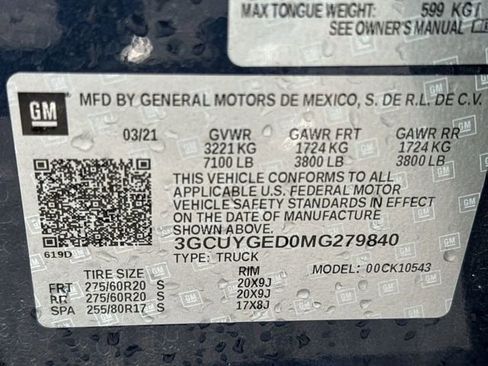 MAX TONGUE WEIGHT: 599 KG
SEE OWNER'S MANUAL
GM MFD BY GENERAL MOTORS DE MEXICO, S. DE R.L. DE C.V.
03/21 GVWR GAWR FRT GAWR RR
3221 KG 1724 KG 1724 KG
7100 LB 3800 LB 3800 LB
THIS VEHICLE CONFORMS TO ALL
APPLICABLE U.S. FEDERAL MOTOR
VEHICLE SAFETY STANDARDS IN EFFECT
ON THE DATE OF MANUFACTURE SHOWN ABOVE.
619D 3GCUYGED0MG279840
TYPE: TRUCK MODEL: 00CK10543
TIRE SIZE RIM
FRT 275/60R20 S 20X9J
RR 275/60R20 S 20X9J
SPA 255/80R17 S 17X8J